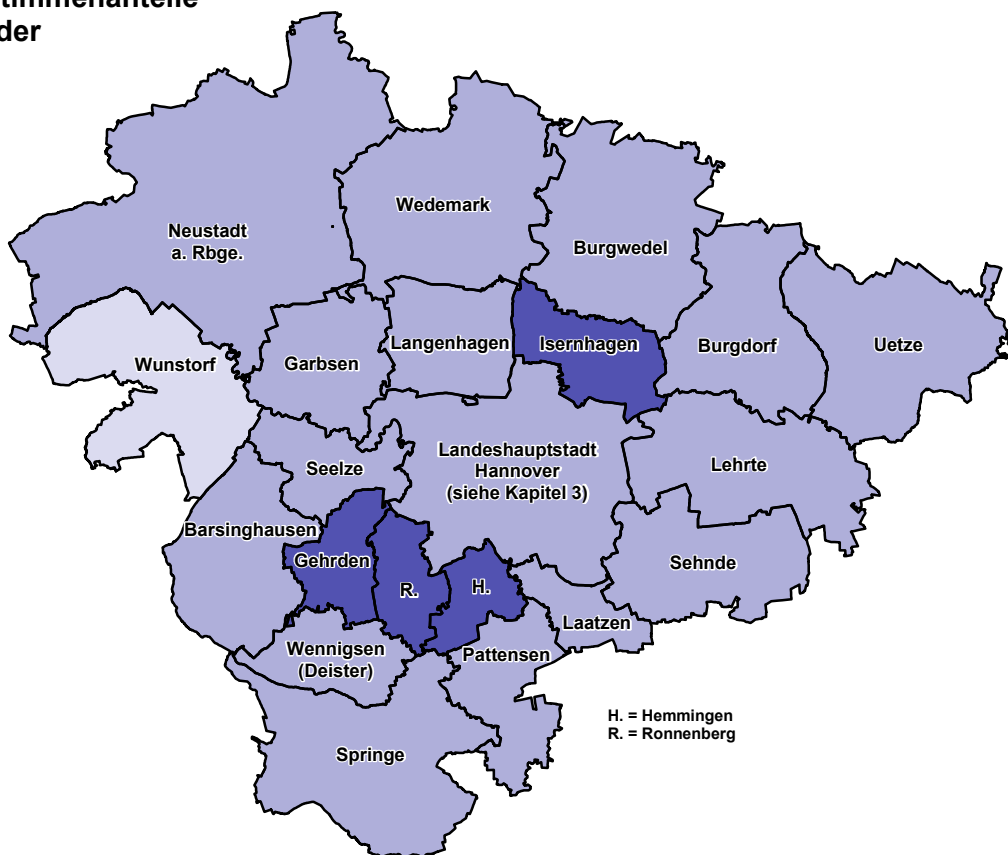 der
Wedemark
Neustadt
a. Rbge.
Burgwedel
Isernhagen
Langenhagen
Burgdorf
Uetze
Wunstorf
Garbsen
Landeshauptstadt
Hannover
(siehe Kapitel 3)
Seelze
Lehrte
Barsinghausen
Gehrden
R.
H.
Sehnde
Laatzen
Wennigsen
(Deister)
Pattensen
H. = Hemmingen
R. = Ronnenberg
Springe